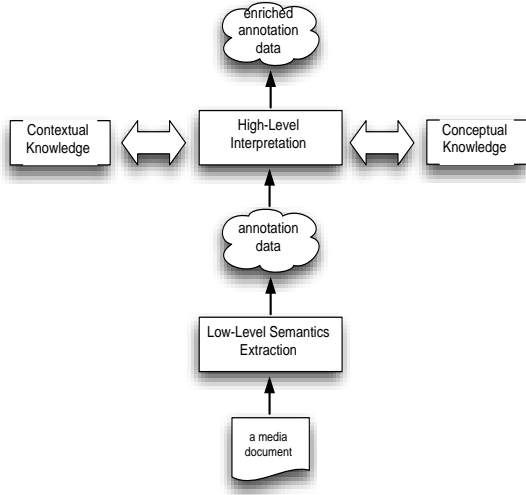 enriched
annotation
data
Contextual
Knowledge
High-Level
Interpretation
Conceptual
Knowledge
annotation
data
Low-Level Semantics
Extraction
a media
document